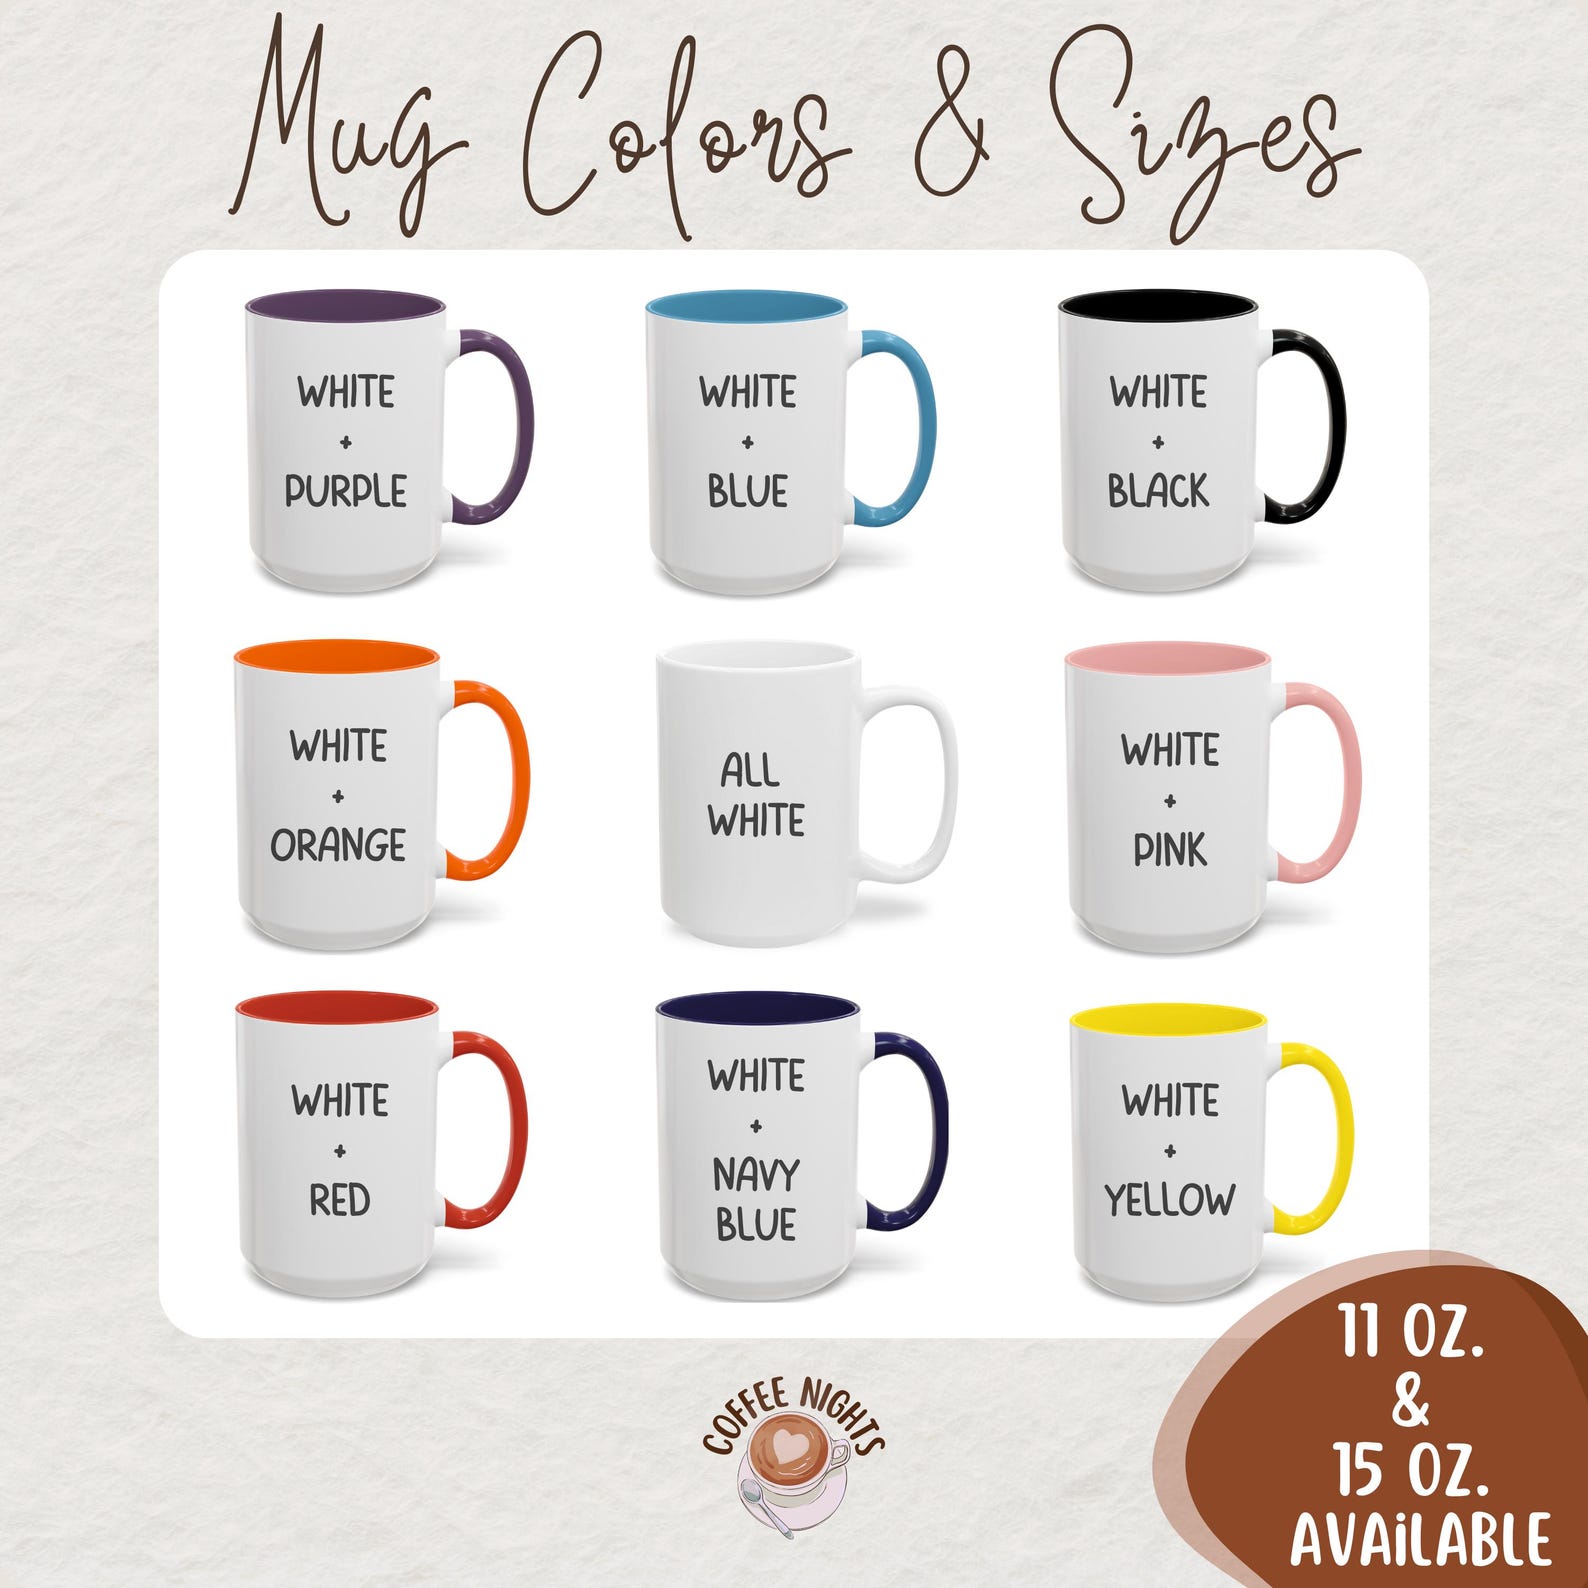 Mug Colors & Sizes
WHITE
+
PURPLE
WHITE
+
BLUE
WHITE
+
BLACK
WHITE
+
ORANGE
ALL
WHITE
WHITE
+
PINK
WHITE
+
RED
WHITE
+
NAVY
BLUE
WHITE
+
YELLOW
COFFEE NIGHTS
11 OZ.
&
15 OZ.
AVAiLABLE